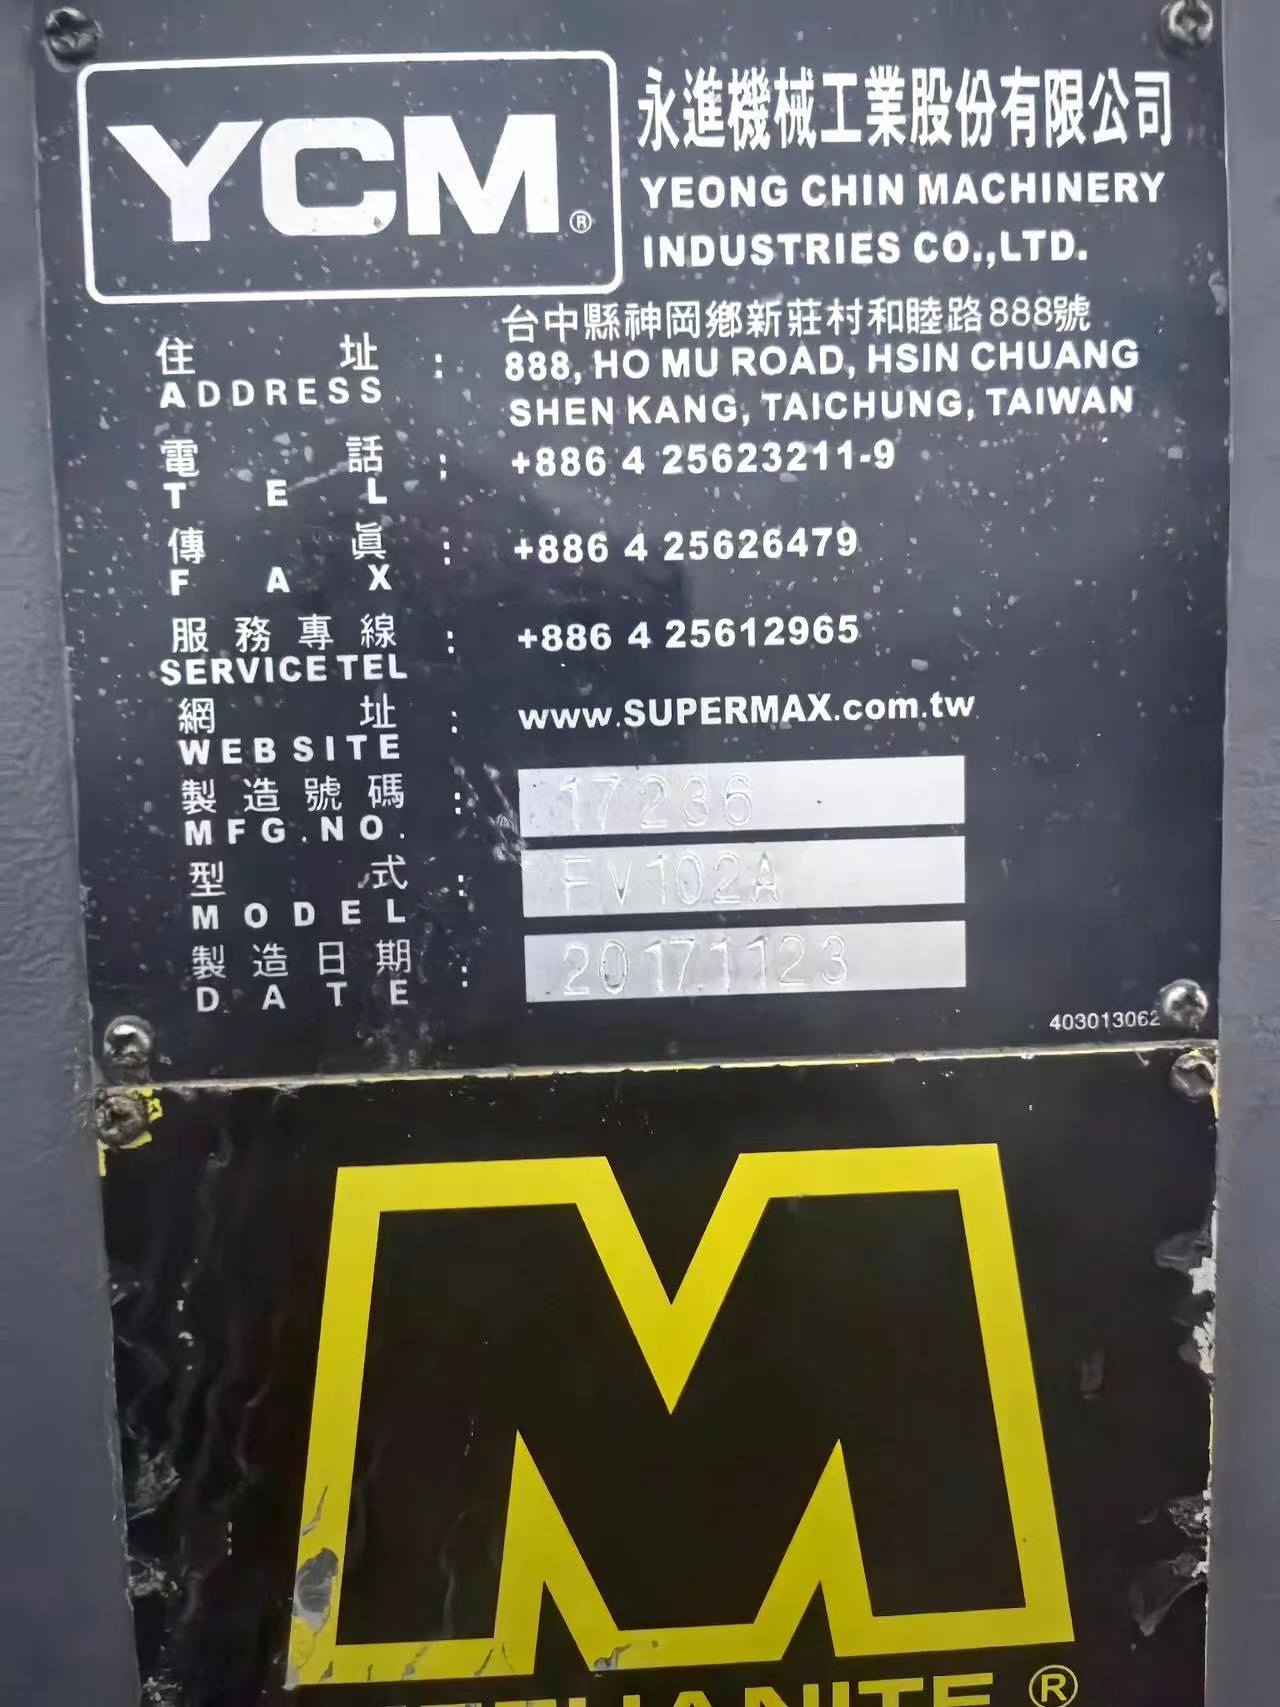 YCM®
永進機械工業股份有限公司
YEONG CHIN MACHINERY
INDUSTRIES CO.,LTD.
住址:
ADDRESS
台中縣神岡鄉新莊村和睦路888號
888, HO MU ROAD, HSIN CHUANG
SHEN KANG, TAICHUNG, TAIWAN
電話: +886 4 25623211-9
TEL
傳眞: +886 4 25626479
FAX
服務專線: +886 4 25612965
SERVICE TEL
網址: www.SUPERMAX.com.tw
WEBSITE
製造號碼: 17236
MFG.NO.
型式: FV102A
MODEL
製造日期: 2017.1123
DATE
403013062
M
MEEHANITE ®